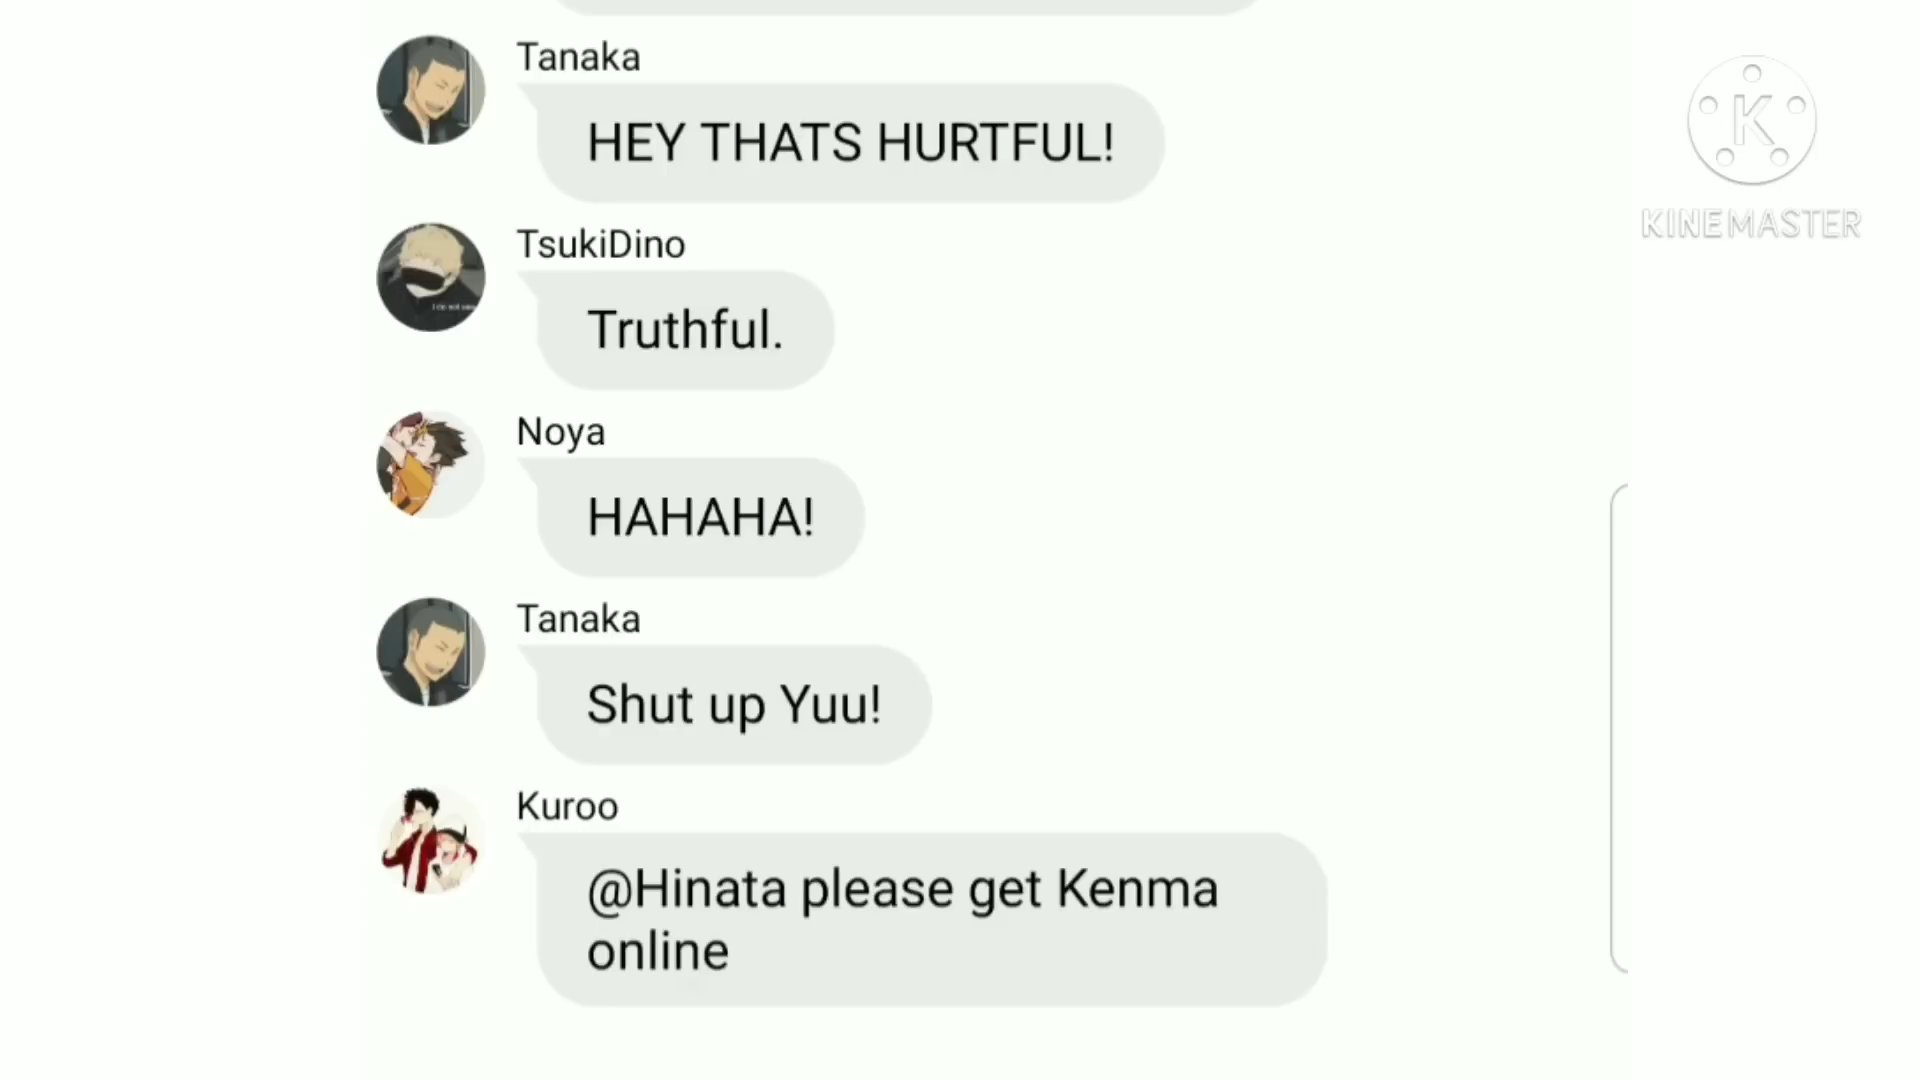 Tanaka
HEY THATS HURTFUL!
TsukiDino
Truthful.
Noya
HAHAHA!
Tanaka
Shut up Yuu!
Kuroo
@Hinata please get Kenma
online
K
KINEMASTER